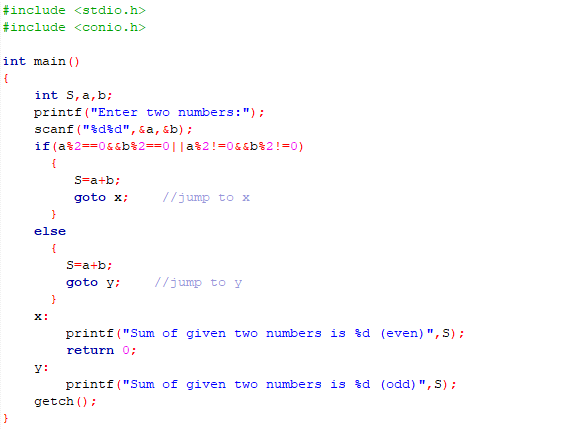 #include <stdio.h>
#include <conio.h>
int main()
{
int S,a,b;
printf("Enter two numbers:");
scanf("%d%d",&a,&b);
if(a%2==0&&b%2==0||a%2!=0&&b%2!=0)
{
S=a+b;
goto x; //jump to x
}
else
{
S=a+b;
goto y; //jump to y
}
x:
printf("Sum of given two numbers is %d (even)",S);
return 0;
y:
printf("Sum of given two numbers is %d (odd)",S);
getch();
}